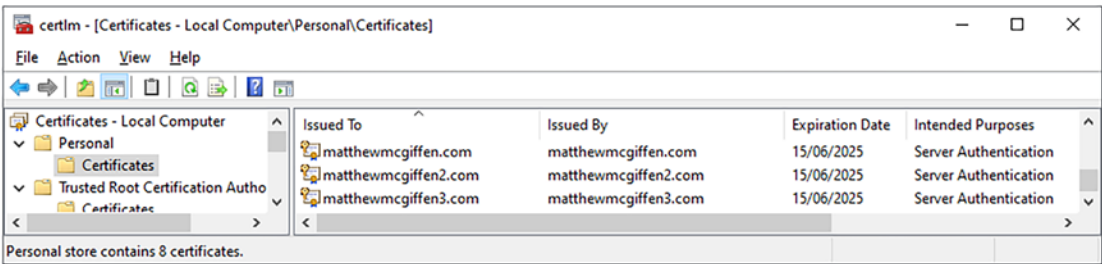 certlm - [Certificates - Local Computer\Personal\Certificates]
File Action View Help
Certificates - Local Computer
Personal
Certificates
Trusted Root Certification Autho
Certificates
Issued To Issued By Expiration Date Intended Purposes
matthewmcgiffen.com matthewmcgiffen.com 15/06/2025 Server Authentication
matthewmcgiffen2.com matthewmcgiffen2.com 15/06/2025 Server Authentication
matthewmcgiffen3.com matthewmcgiffen3.com 15/06/2025 Server Authentication
Personal store contains 8 certificates.